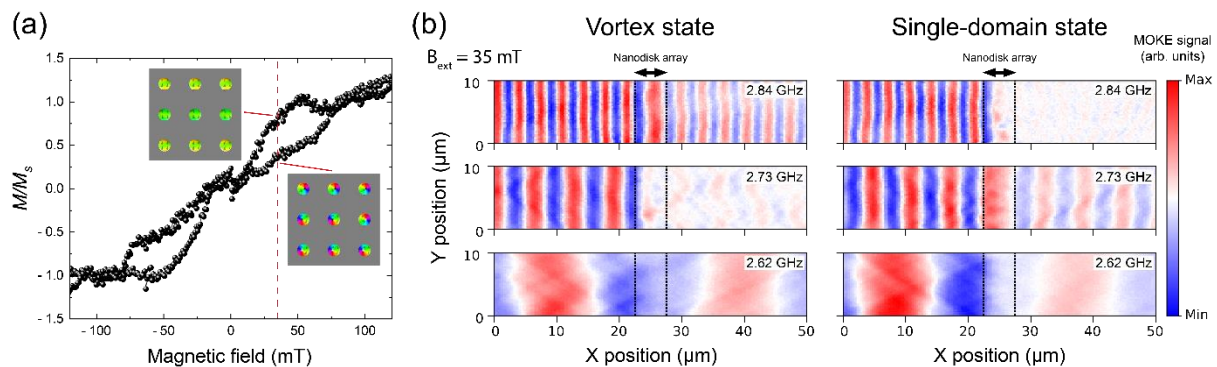 (a)
M/Mₛ
1.5
1.0
0.5
0.0
- 0.5
- 1.0
- 1.5
- 100
- 50
0
50
100
Magnetic field (mT)
(b)
Vortex state
Single-domain state
Bₑₓₜ = 35 mT
Nanodisk array
Nanodisk array
MOKE signal
(arb. units)
Max
Min
Y position (µm)
10
0
2.84 GHz
2.84 GHz
10
0
10
0
2.73 GHz
2.73 GHz
10
0
10
0
2.62 GHz
2.62 GHz
10
0
0
10
20
30
40
50
0
10
20
30
40
50
X position (µm)
X position (µm)